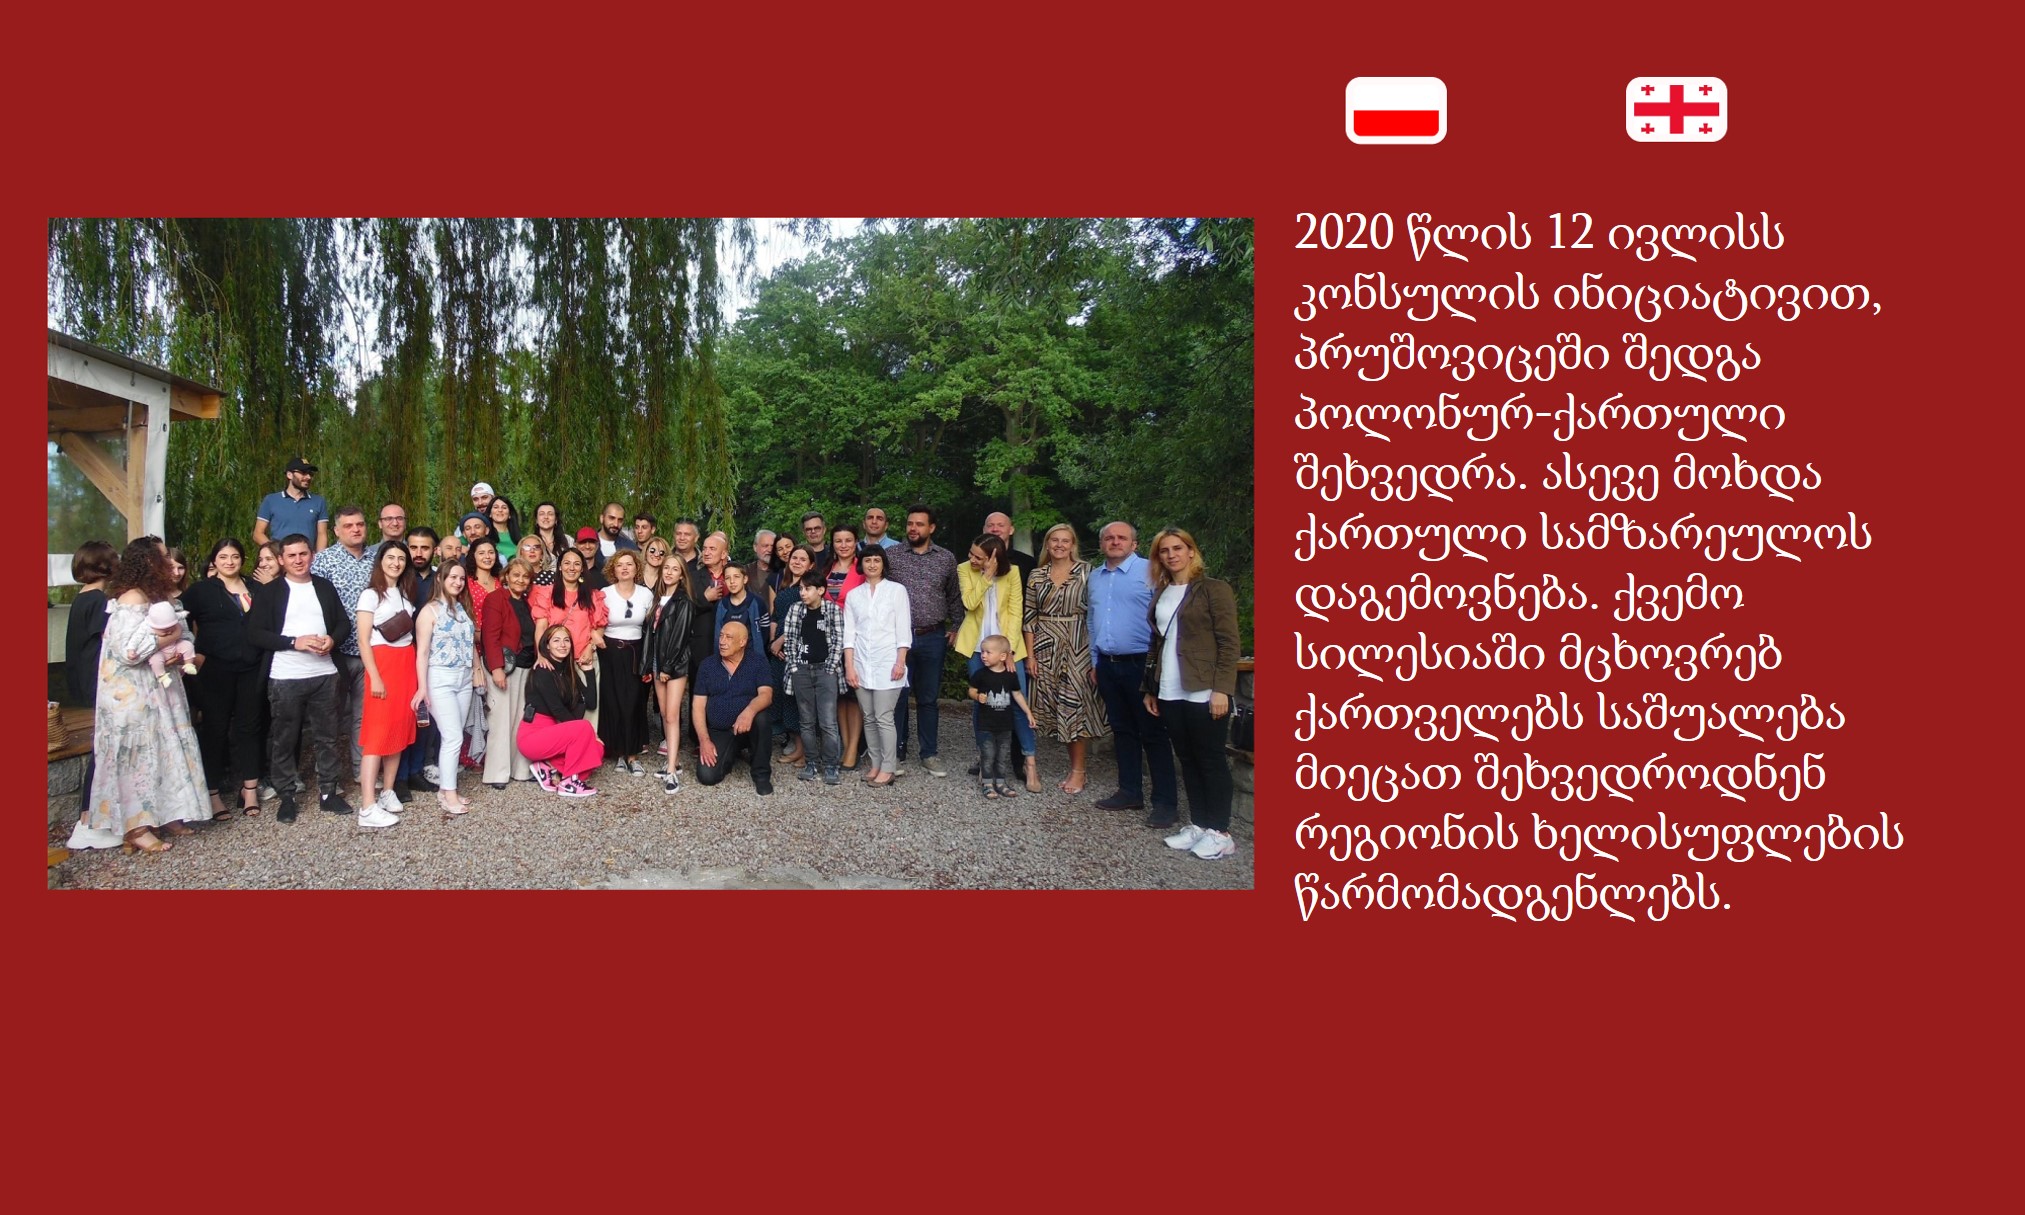 2020 წლის 12 ივლისს
კონსულის ინიციატივით,
პრუშოვიცეში შედგა
პოლონურ-ქართული
შეხვედრა. ასევე მოხდა
ქართული სამზარეულოს
დაგემოვნება. ქვემო
სილესიაში მცხოვრებ
ქართველებს საშუალება
მიეცათ შეხვედროდნენ
რეგიონის ხელისუფლების
წარმომადგენლებს.